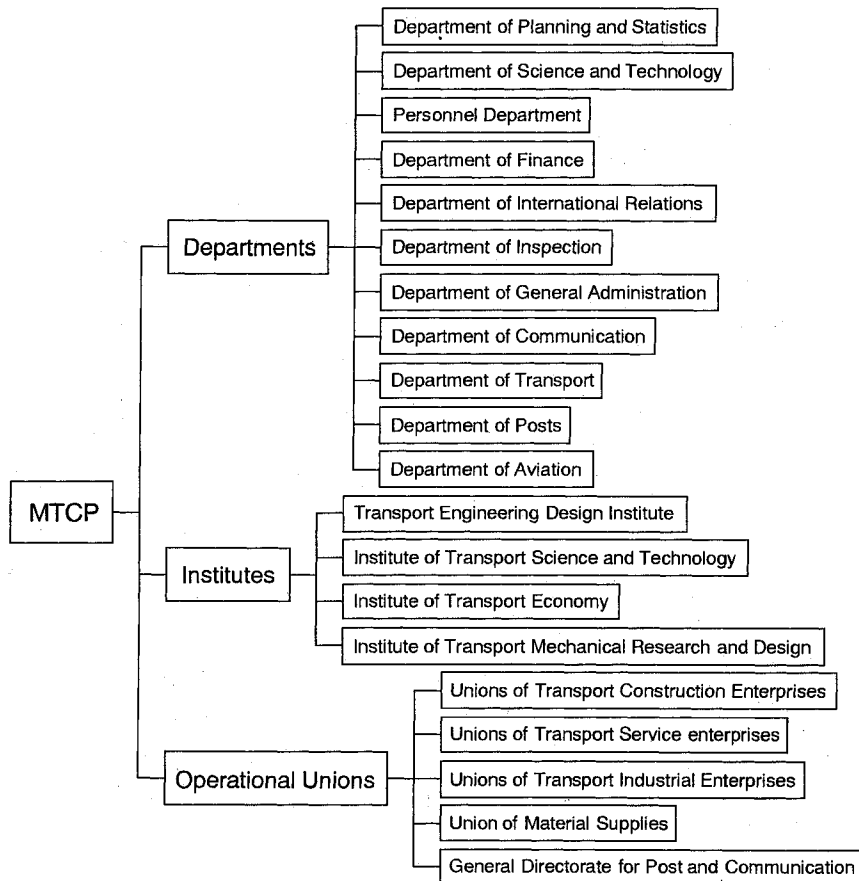 Department of Planning and Statistics
Department of Science and Technology
Personnel Department
Department of Finance
Department of International Relations
Departments
Department of Inspection
Department of General Administration
Department of Communication
Department of Transport
Department of Posts
Department of Aviation
MTCP
Transport Engineering Design Institute
Institute of Transport Science and Technology
Institutes
Institute of Transport Economy
Institute of Transport Mechanical Research and Design
Unions of Transport Construction Enterprises
Unions of Transport Service enterprises
Operational Unions
Unions of Transport Industrial Enterprises
Union of Material Supplies
General Directorate for Post and Communication